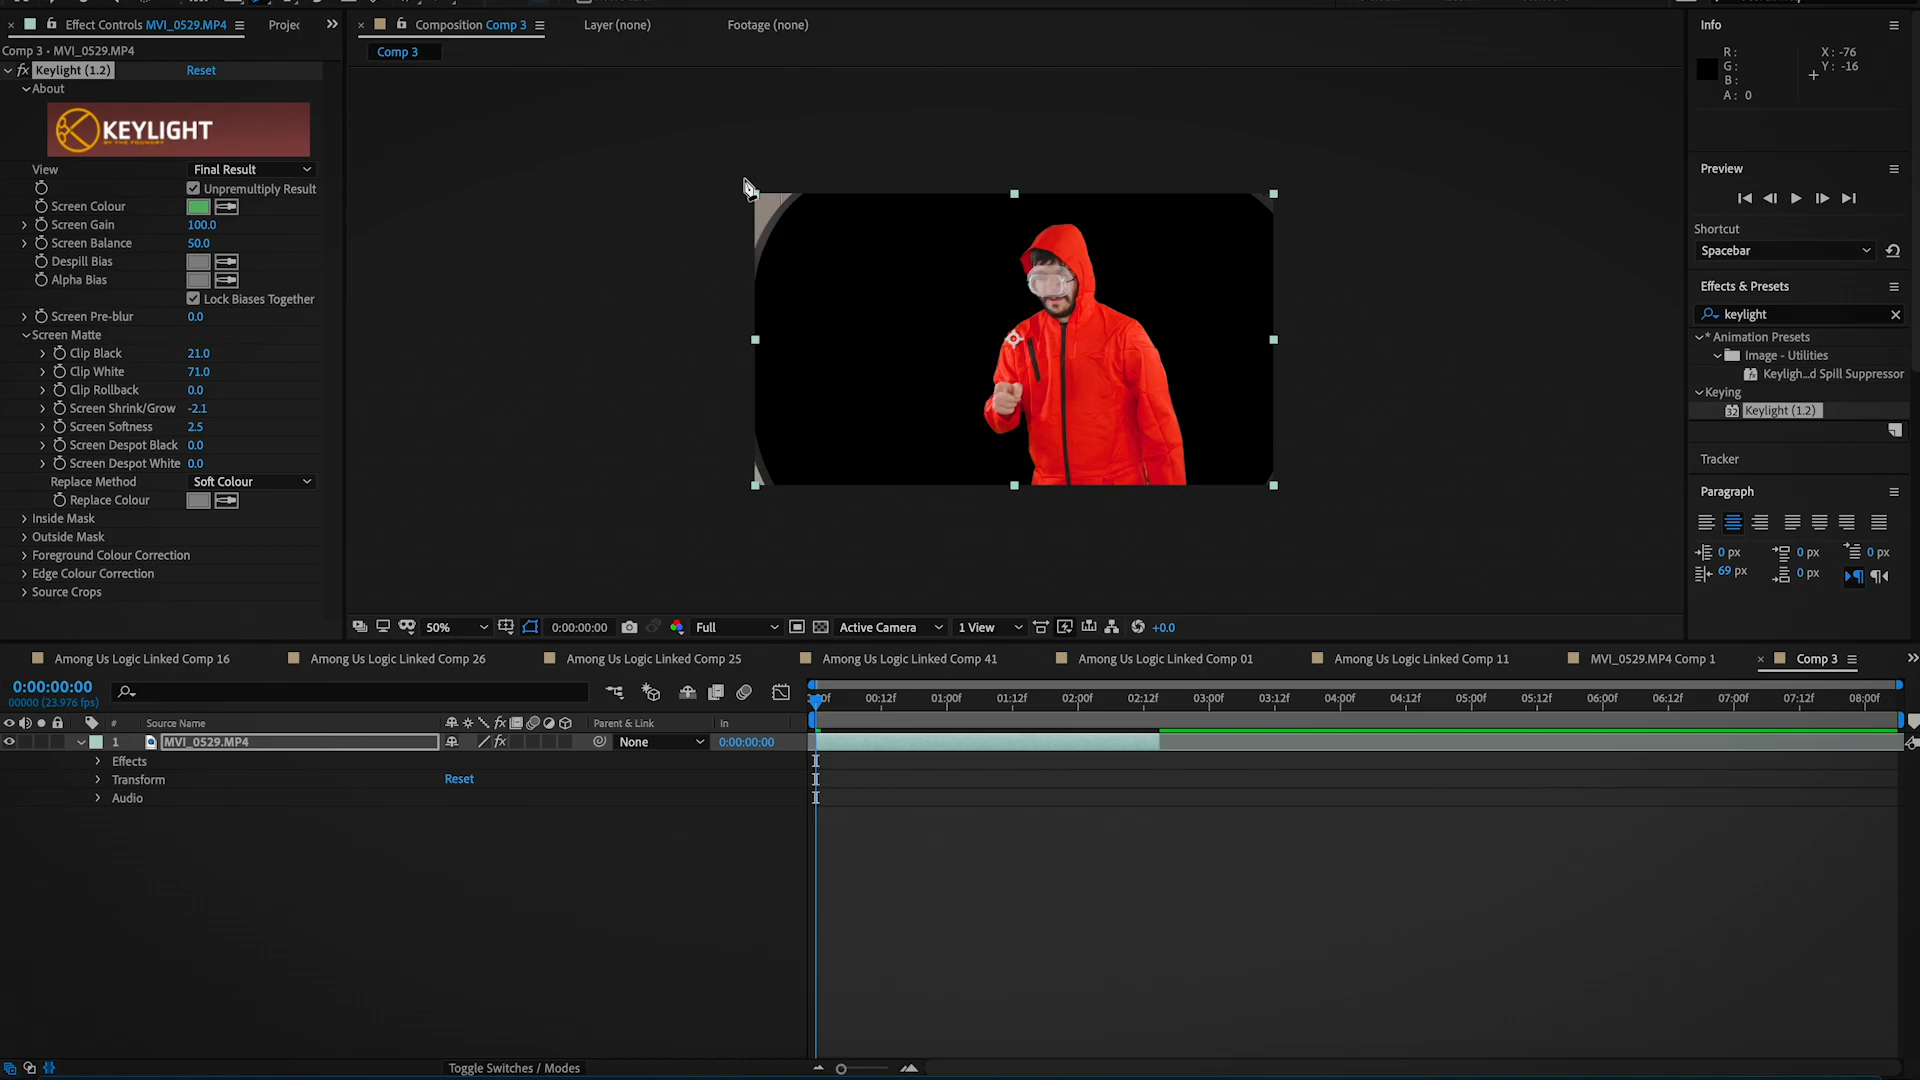 Effect Controls MVI_0529.MP4
Projec
Composition Comp 3
Layer (none)
Footage (none)
Info
Comp 3 • MVI_0529.MP4
Comp 3
R:
G:
B:
A: 0
X: -76
Y: -16
fx Keylight (1.2)
Reset
About
KEYLIGHT
BY THE FOUNDRY
View
Final Result
Unpremultiply Result
Screen Colour
Screen Gain
100.0
Screen Balance
50.0
Despill Bias
Alpha Bias
Lock Biases Together
Screen Pre-blur
0.0
Screen Matte
Clip Black
21.0
Clip White
71.0
Clip Rollback
0.0
Screen Shrink/Grow
-2.1
Screen Softness
2.5
Screen Despot Black
0.0
Screen Despot White
0.0
Replace Method
Soft Colour
Replace Colour
Inside Mask
Outside Mask
Foreground Colour Correction
Edge Colour Correction
Source Crops
Preview
Shortcut
Spacebar
Effects & Presets
keylight
* Animation Presets
Image - Utilities
Keyligh...d Spill Suppressor
Keying
32 Keylight (1.2)
Tracker
Paragraph
0 px
0 px
0 px
69 px
0 px
50%
0:00:00:00
Full
Active Camera
1 View
+0.0
Among Us Logic Linked Comp 16
Among Us Logic Linked Comp 26
Among Us Logic Linked Comp 25
Among Us Logic Linked Comp 41
Among Us Logic Linked Comp 01
Among Us Logic Linked Comp 11
MVI_0529.MP4 Comp 1
Comp 3
0:00:00:00
00000 (23.976 fps)
00:12f
01:00f
01:12f
02:00f
02:12f
03:00f
03:12f
04:00f
04:12f
05:00f
05:12f
06:00f
06:12f
07:00f
07:12f
08:00f
#
Source Name
fx
Parent & Link
In
1
MVI_0529.MP4
fx
None
0:00:00:00
Effects
Transform
Reset
Audio
Toggle Switches / Modes